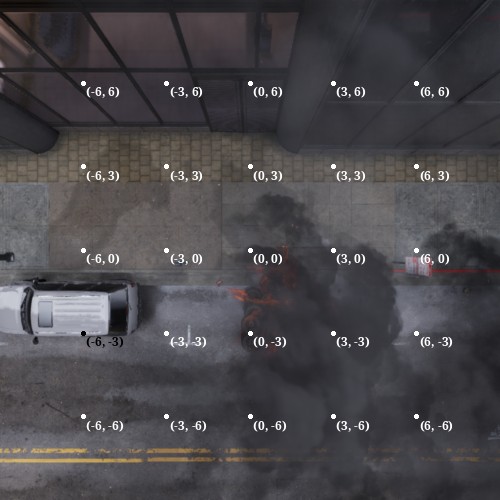 (-6, 6) (-3, 6) (0, 6) (3, 6) (6, 6)
(-6, 3) (-3, 3) (0, 3) (3, 3) (6, 3)
(-6, 0) (-3, 0) (0, 0) (3, 0) (6, 0)
(-6, -3) (-3, -3) (0, -3) (3, -3) (6, -3)
(-6, -6) (-3, -6) (0, -6) (3, -6) (6, -6)